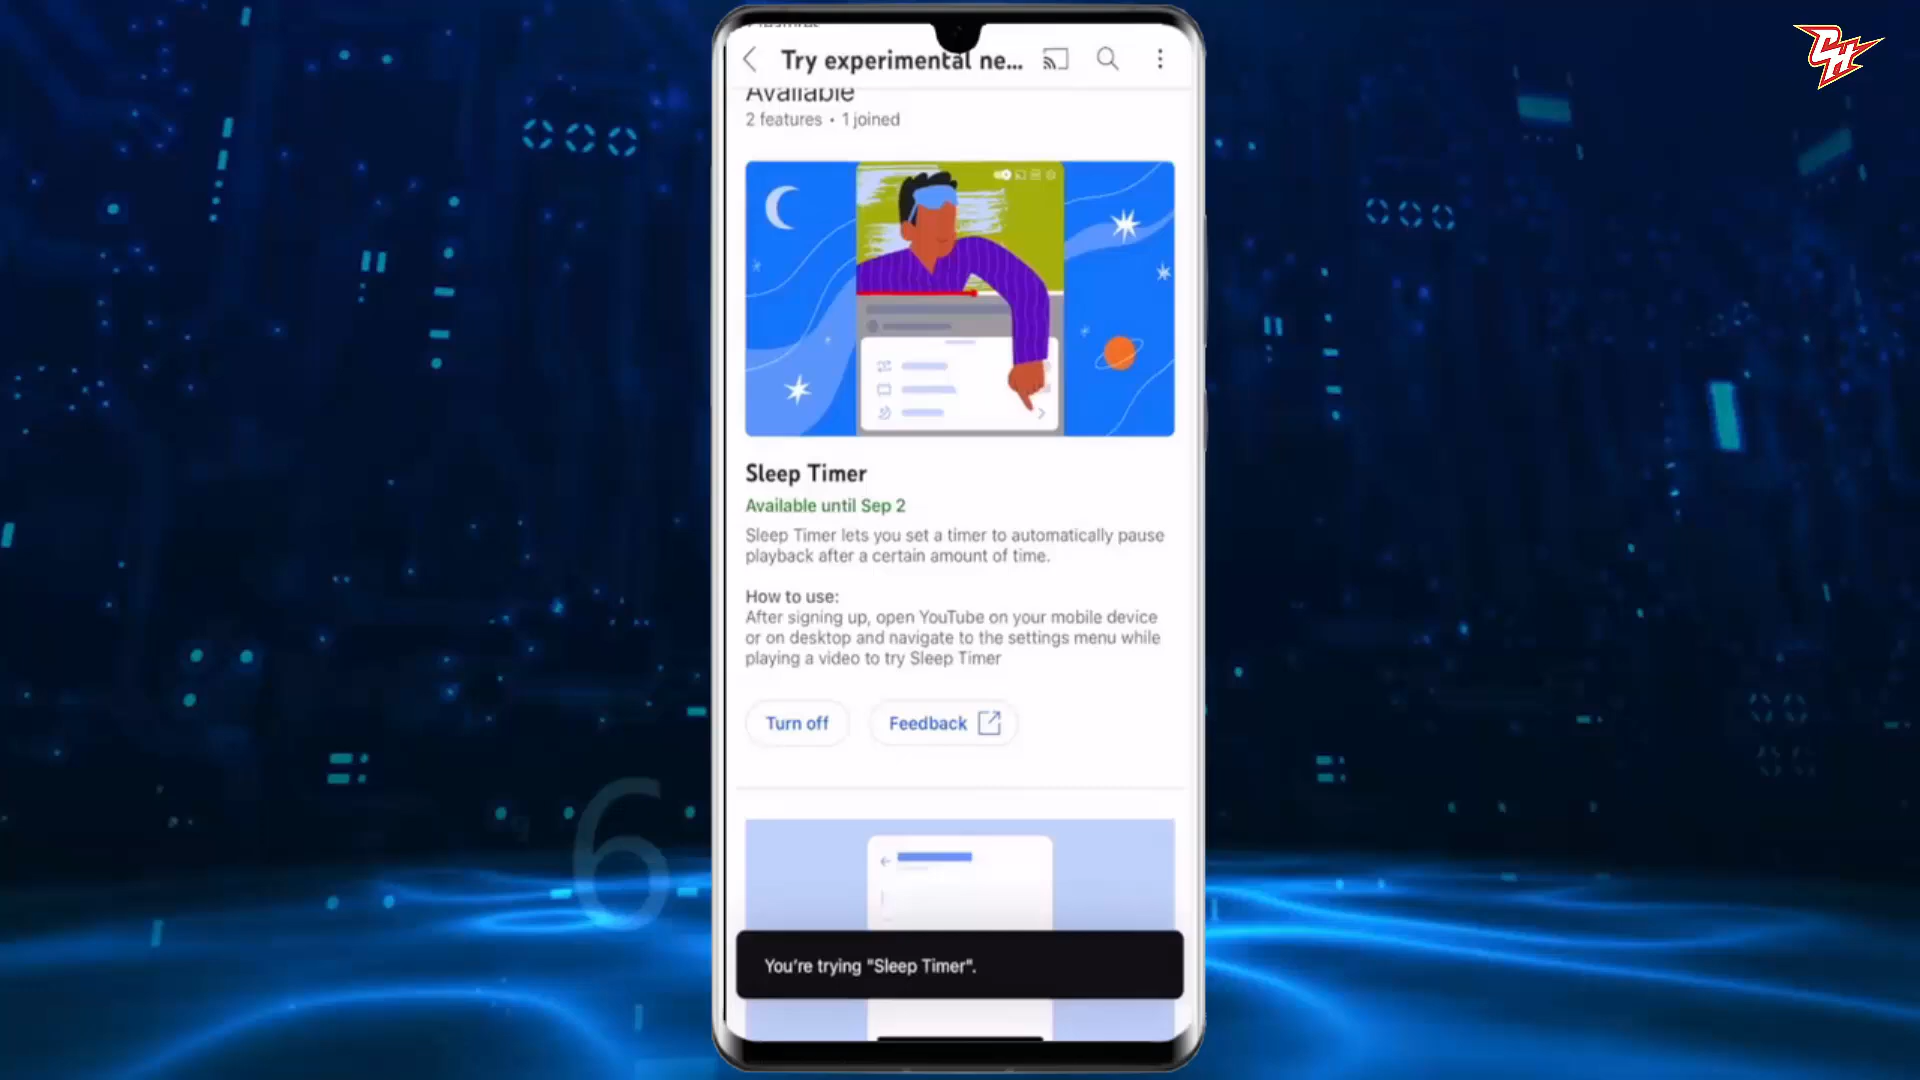 Try experimental ne...
Available
2 features • 1 joined
Sleep Timer
Available until Sep 2
Sleep Timer lets you set a timer to automatically pause
playback after a certain amount of time.
How to use:
After signing up, open YouTube on your mobile device
or on desktop and navigate to the settings menu while
playing a video to try Sleep Timer
Turn off
Feedback
You're trying "Sleep Timer".
6